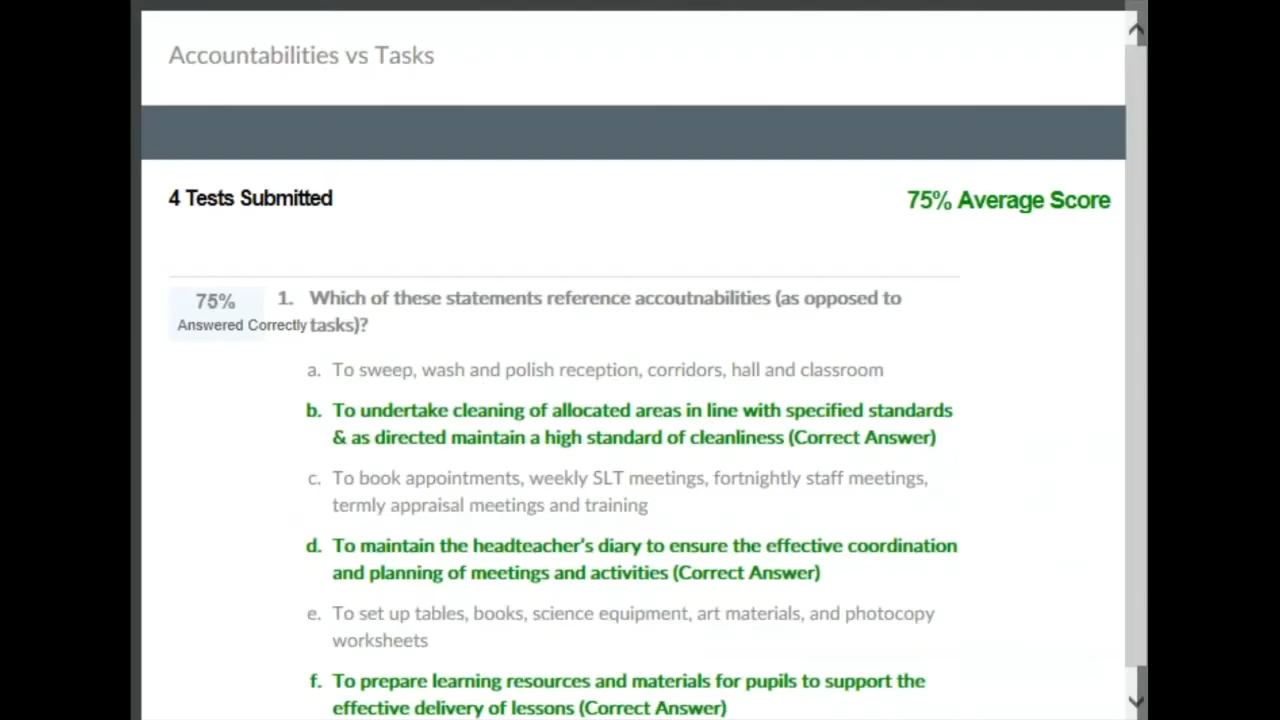 Accountabilities vs Tasks
4 Tests Submitted
75% Average Score
75%
Answered Correctly
1. Which of these statements reference accoutnabilities (as opposed to
tasks)?
a. To sweep, wash and polish reception, corridors, hall and classroom
b. To undertake cleaning of allocated areas in line with specified standards
& as directed maintain a high standard of cleanliness (Correct Answer)
c. To book appointments, weekly SLT meetings, fortnightly staff meetings,
termly appraisal meetings and training
d. To maintain the headteacher's diary to ensure the effective coordination
and planning of meetings and activities (Correct Answer)
e. To set up tables, books, science equipment, art materials, and photocopy
worksheets
f. To prepare learning resources and materials for pupils to support the
effective delivery of lessons (Correct Answer)